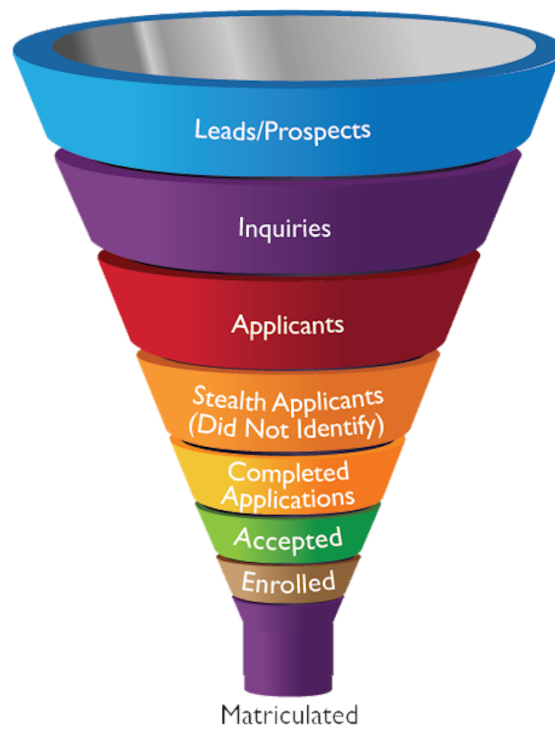 Leads/Prospects
Inquiries
Applicants
Stealth Applicants
(Did Not Identify)
Completed
Applications
Accepted
Enrolled
Matriculated